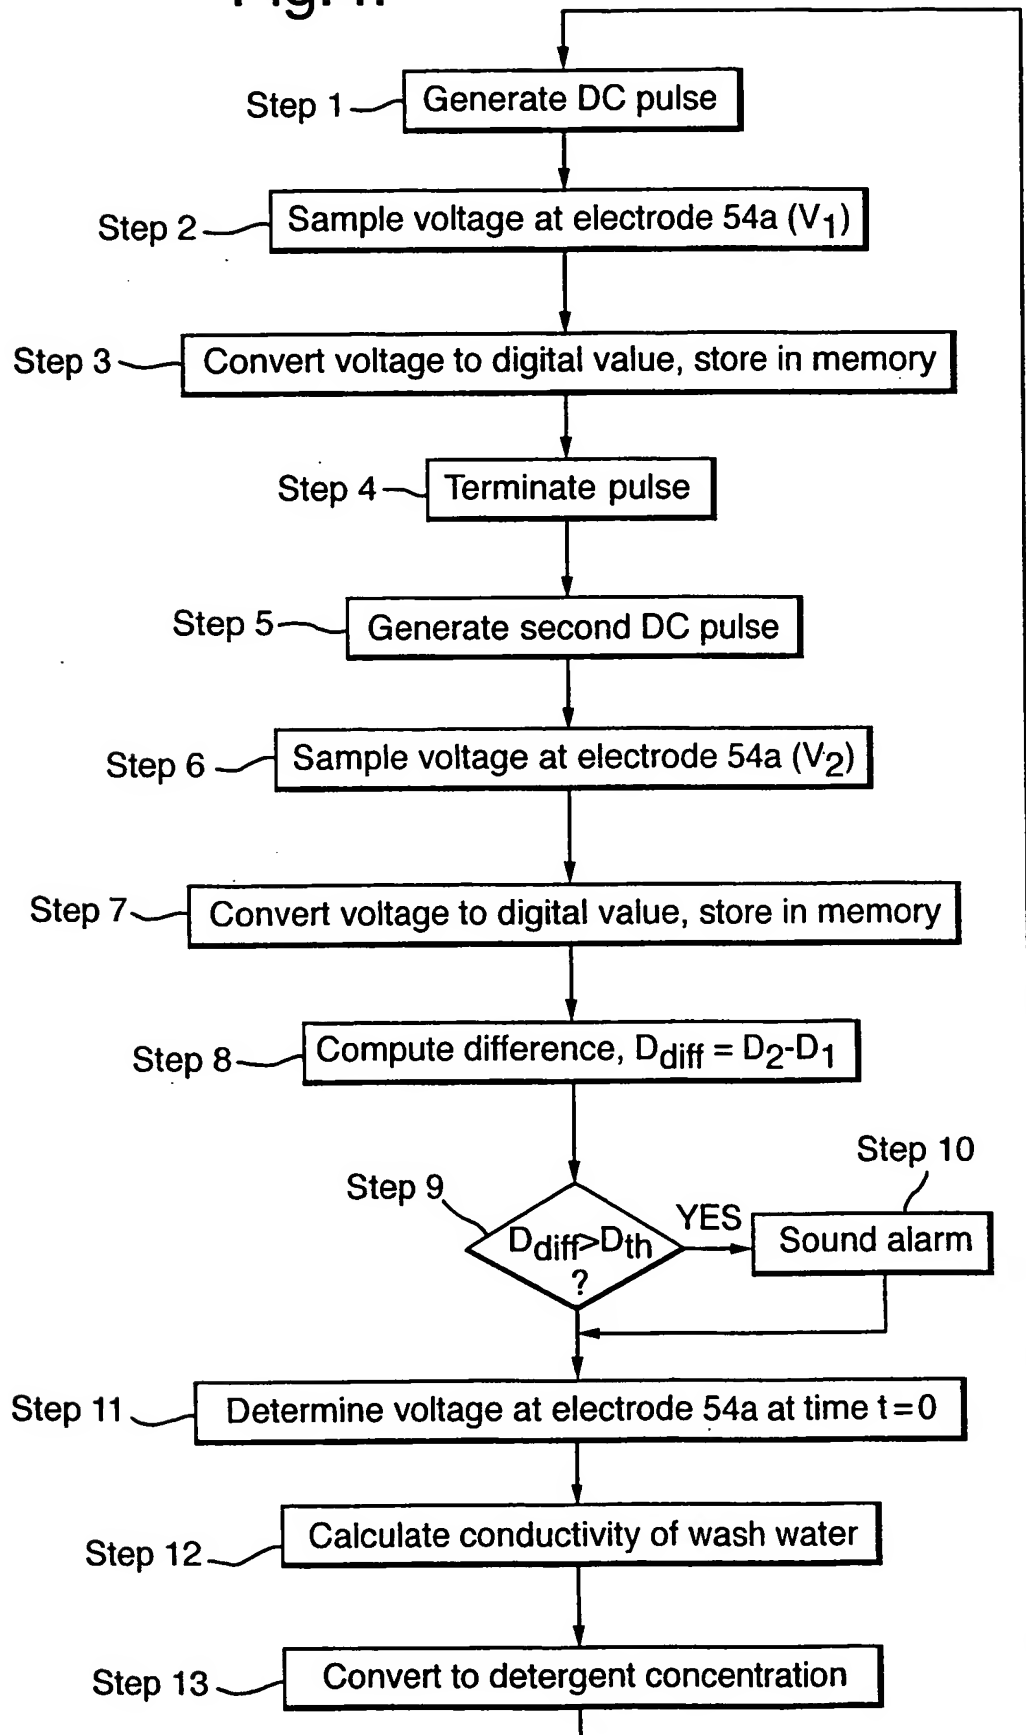 Step 1 Generate DC pulse
Step 2 Sample voltage at electrode 54a (V1)
Step 3 Convert voltage to digital value, store in memory
Step 4 Terminate pulse
Step 5 Generate second DC pulse
Step 6 Sample voltage at electrode 54a (V2)
Step 7 Convert voltage to digital value, store in memory
Step 8 Compute difference, Ddiff = D2-D1
Step 9 Ddiff>Dth
?
YES
Step 10
Sound alarm
Step 11 Determine voltage at electrode 54a at time t=0
Step 12 Calculate conductivity of wash water
Step 13 Convert to detergent concentration